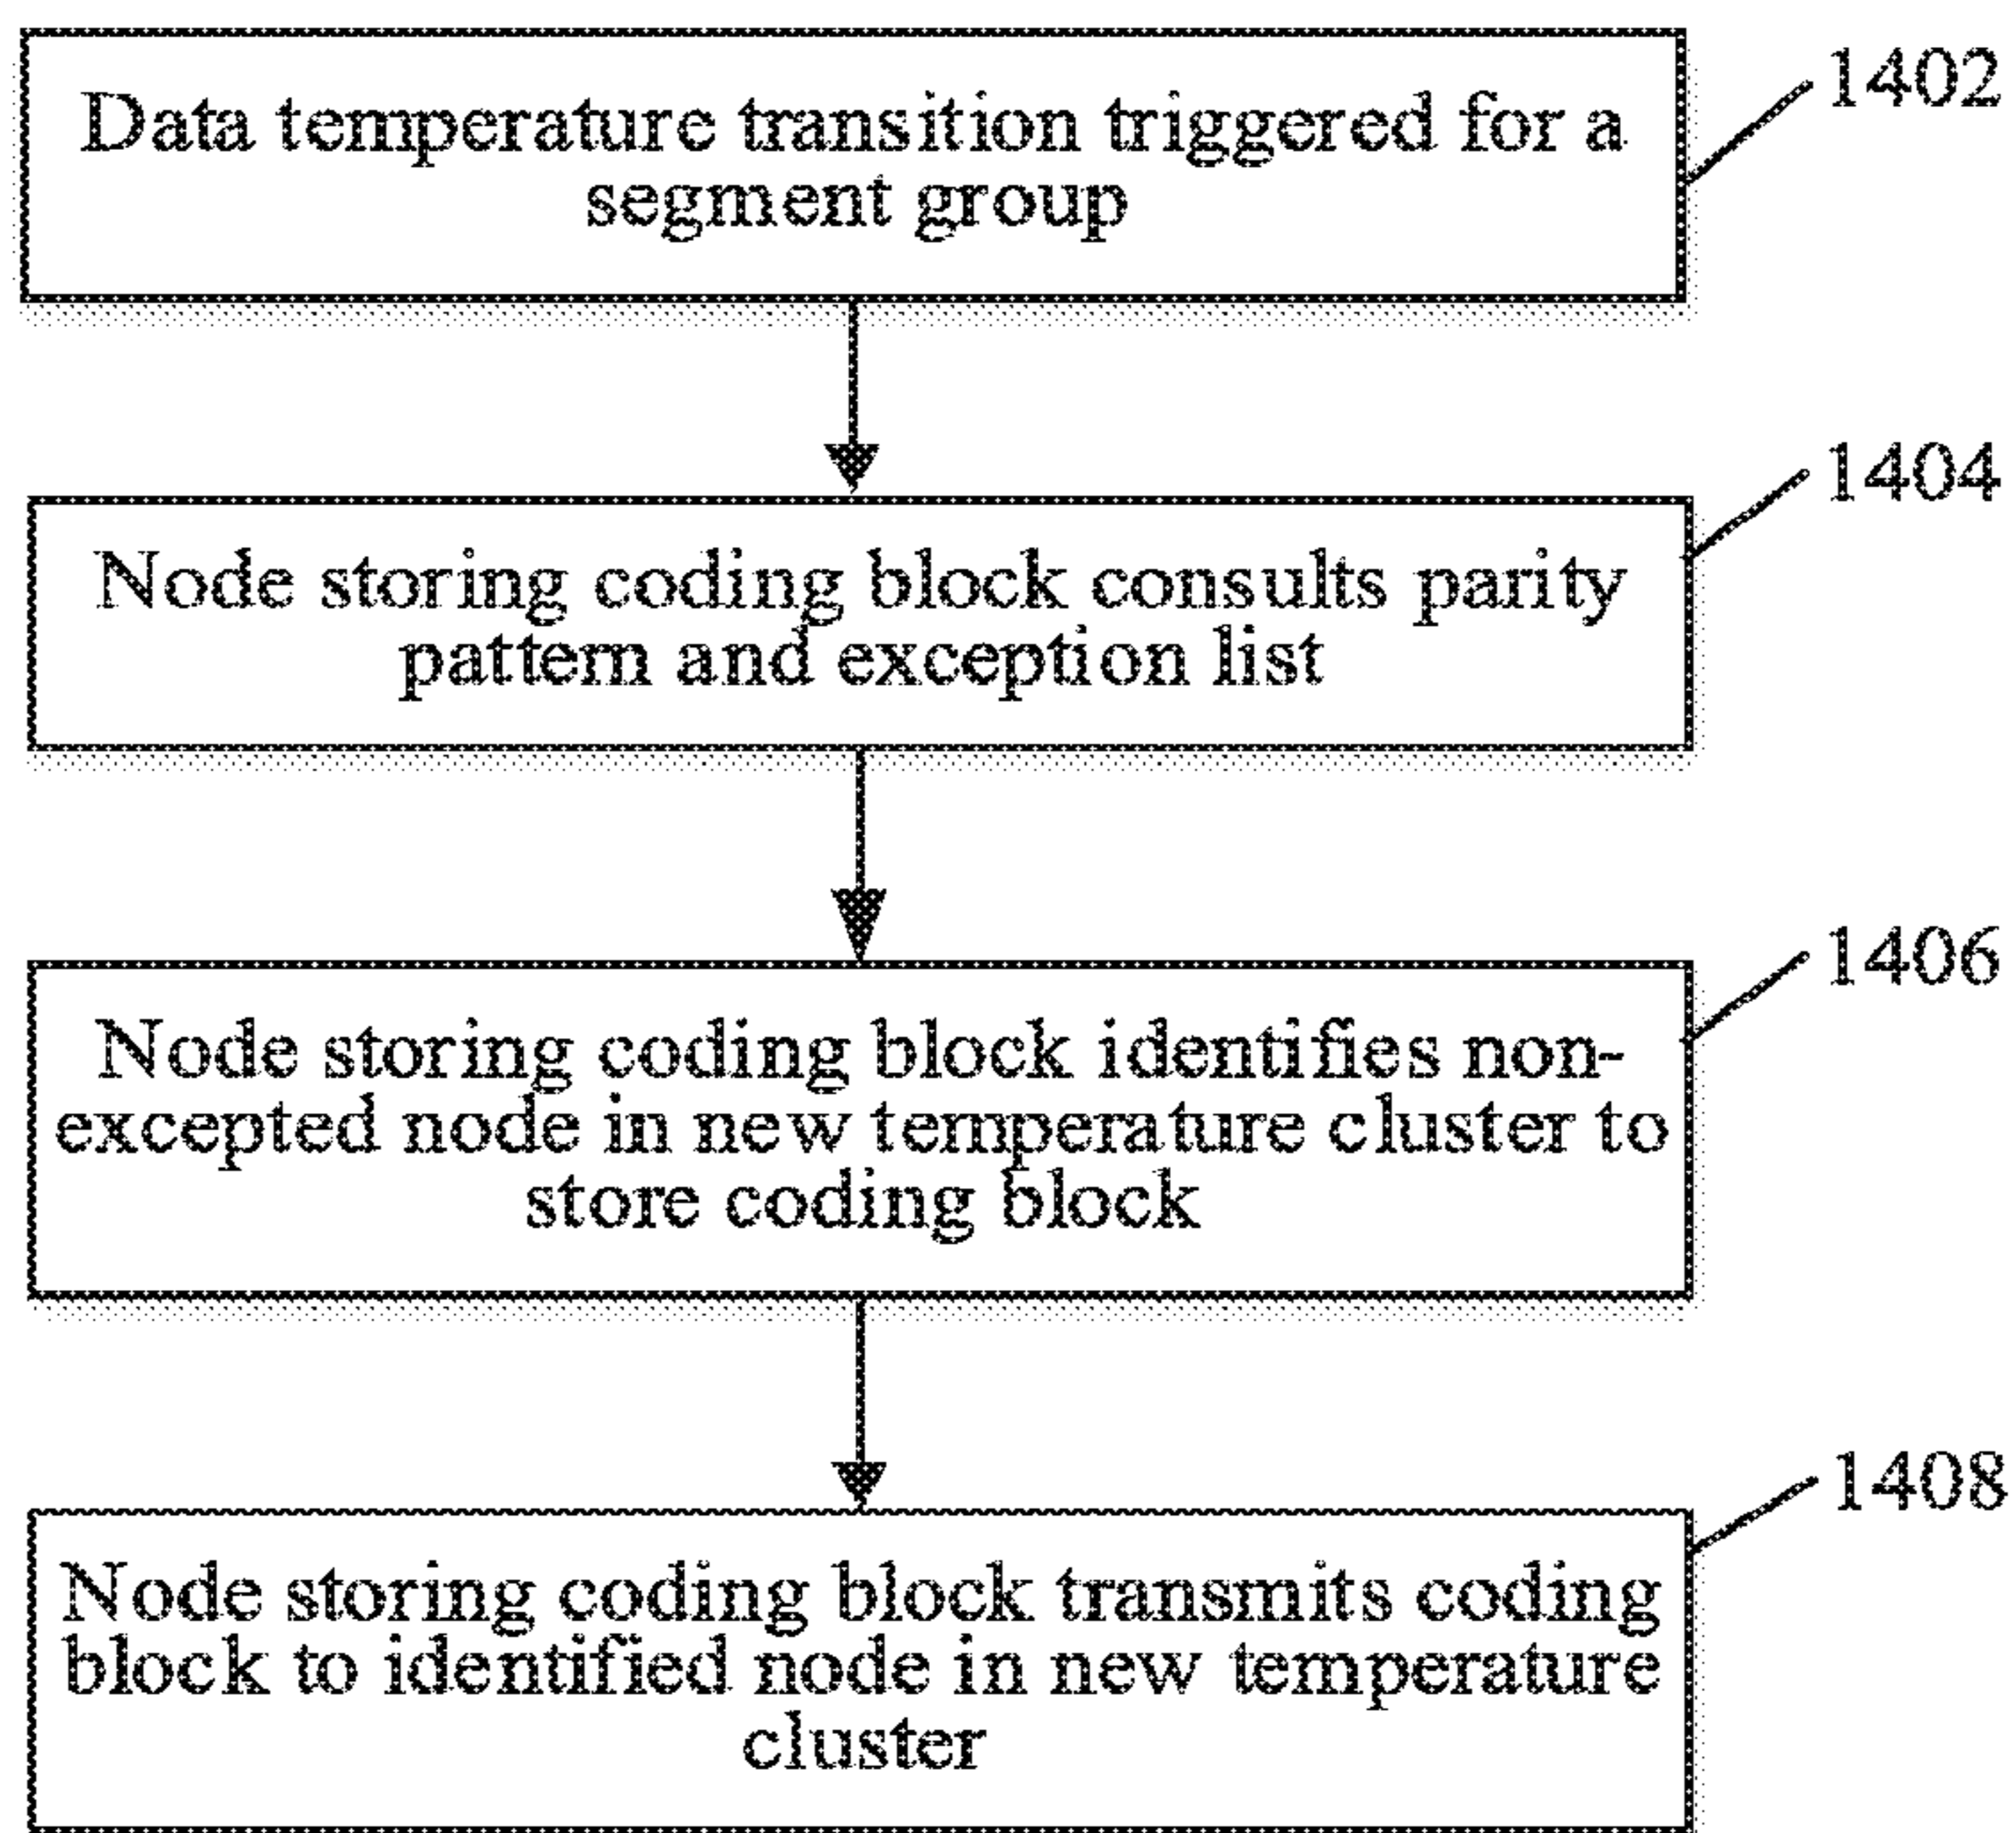 Data temperature transition triggered for a
segment group
1402
Node storing coding block consults parity
pattern and exception list
1404
Node storing coding block identifies non-
excepted node in new temperature cluster to
store coding block
1406
Node storing coding block transmits coding
block to identified node in new temperature
cluster
1408